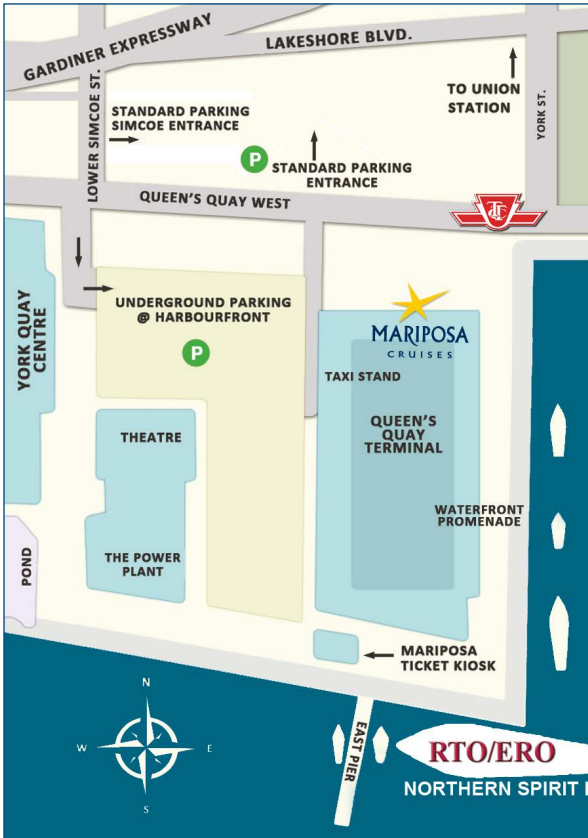 GARDINER EXPRESSWAY
LAKESHORE BLVD.
LOWER SIMCOE ST.
TO UNION
STATION
YORK ST.
STANDARD PARKING
SIMCOE ENTRANCE
P
STANDARD PARKING
ENTRANCE
QUEEN'S QUAY WEST
TTC
YORK QUAY
CENTRE
UNDERGROUND PARKING
@ HARBOURFRONT
P
MARIPOSA
CRUISES
TAXI STAND
THEATRE
QUEEN'S
QUAY
TERMINAL
WATERFRONT
PROMENADE
POND
THE POWER
PLANT
MARIPOSA
TICKET KIOSK
N
W
E
S
EAST PIER
RTO/ERO
NORTHERN SPIRIT